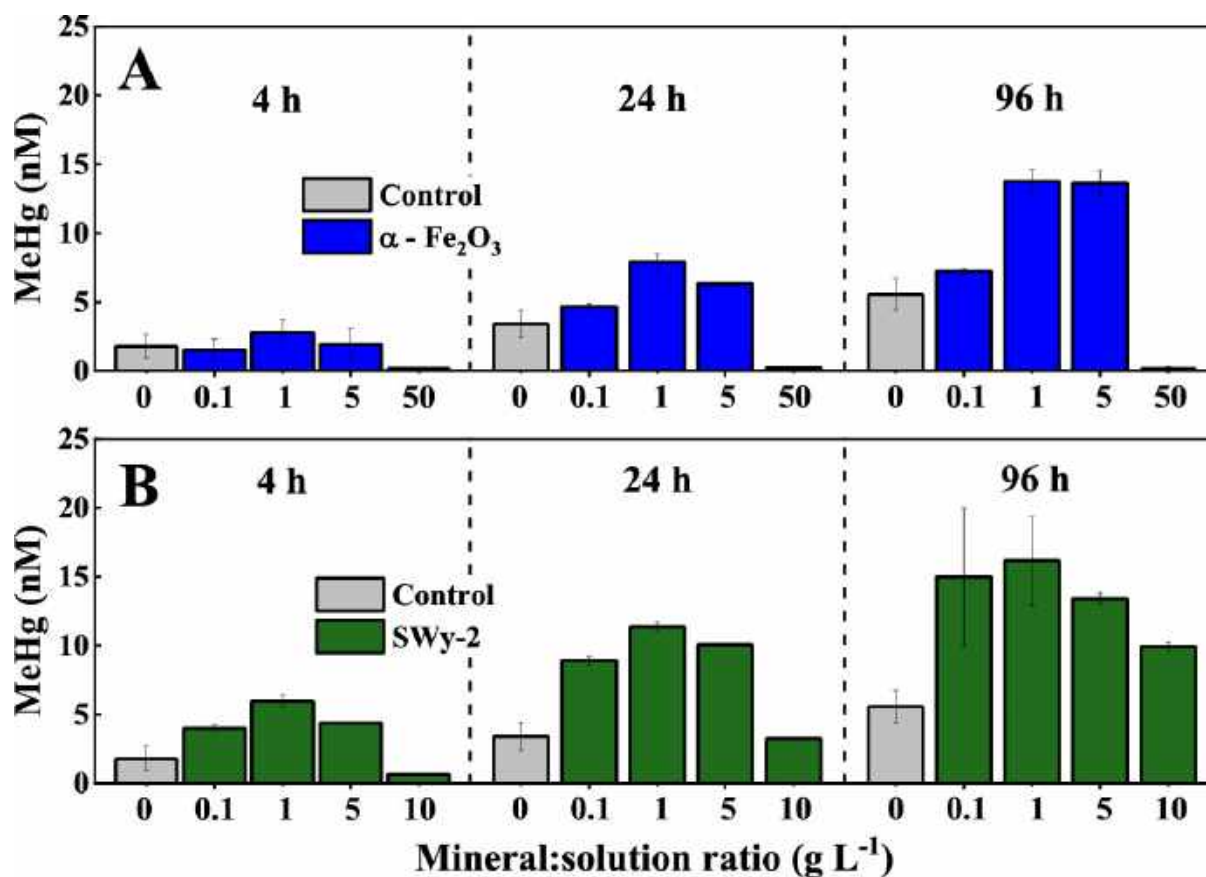 A
4 h
24 h
96 h
Control
α - Fe₂O₃
MeHg (nM)
25
20
15
10
5
0
0 0.1 1 5 50 0 0.1 1 5 50 0 0.1 1 5 50
B
4 h
24 h
96 h
Control
SWy-2
MeHg (nM)
25
20
15
10
5
0
0 0.1 1 5 10 0 0.1 1 5 10 0 0.1 1 5 10
Mineral:solution ratio (g L⁻¹)